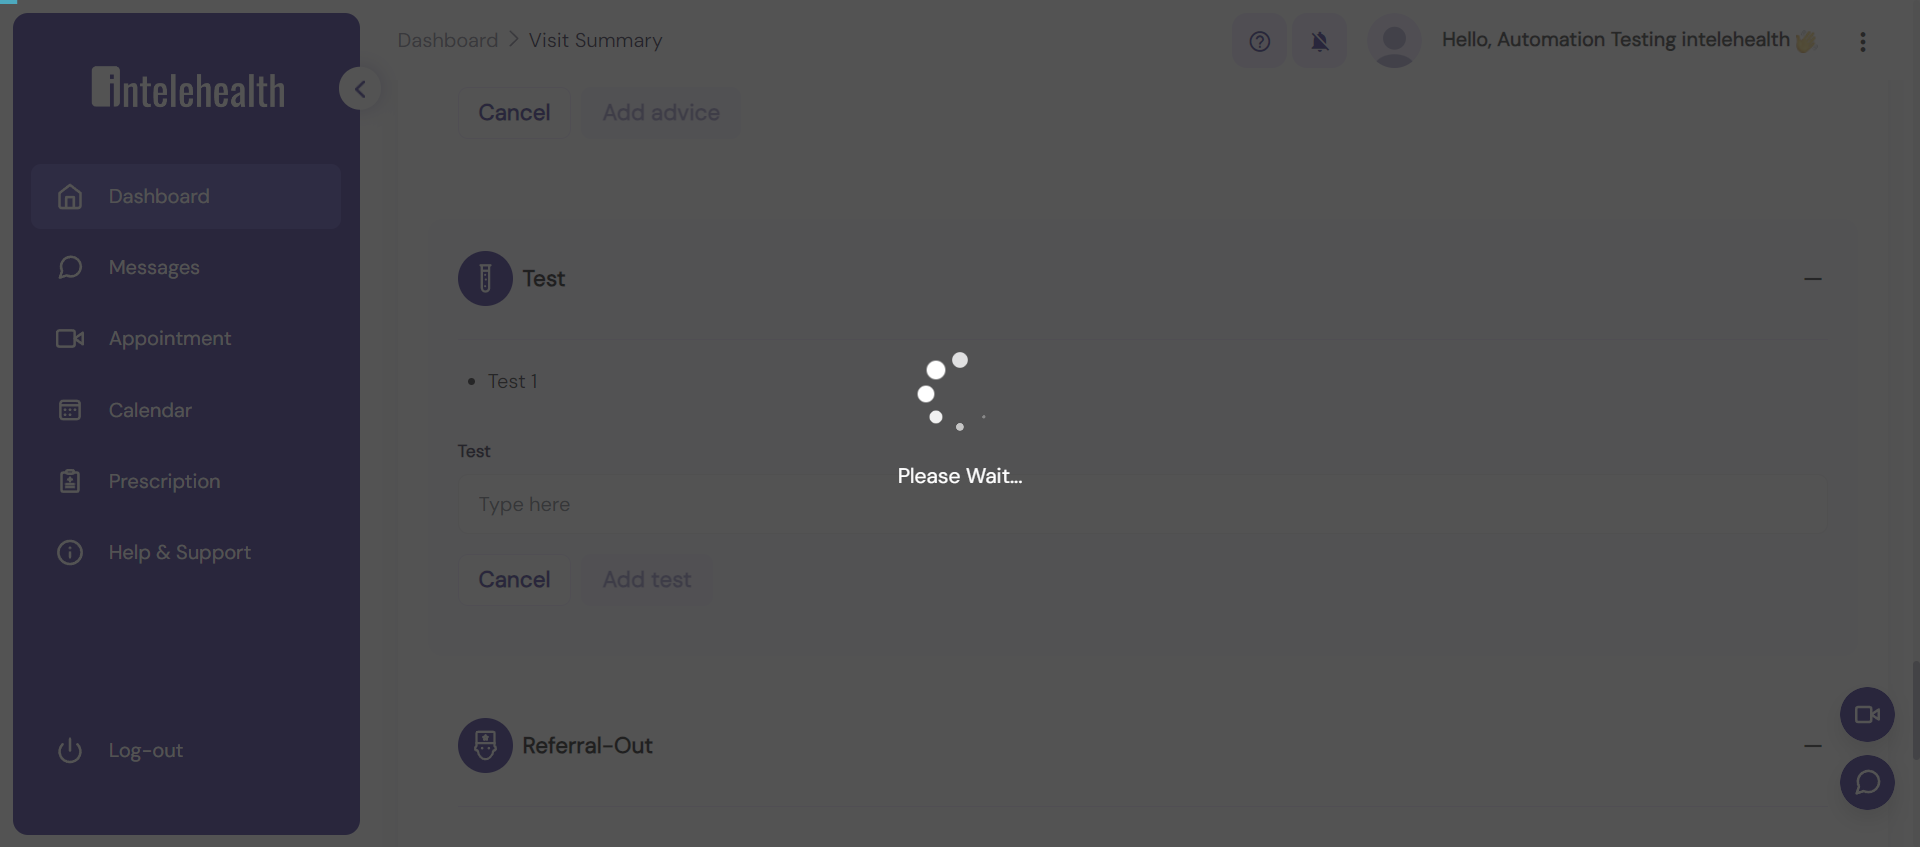 intelehealth
Dashboard
Messages
Appointment
Calendar
Prescription
Help & Support
Log-out
Dashboard > Visit Summary
Hello, Automation Testing intelehealth 👏
Cancel Add advice
Test
• Test 1
Test
Type here
Cancel Add test
Referral-Out
Please Wait...